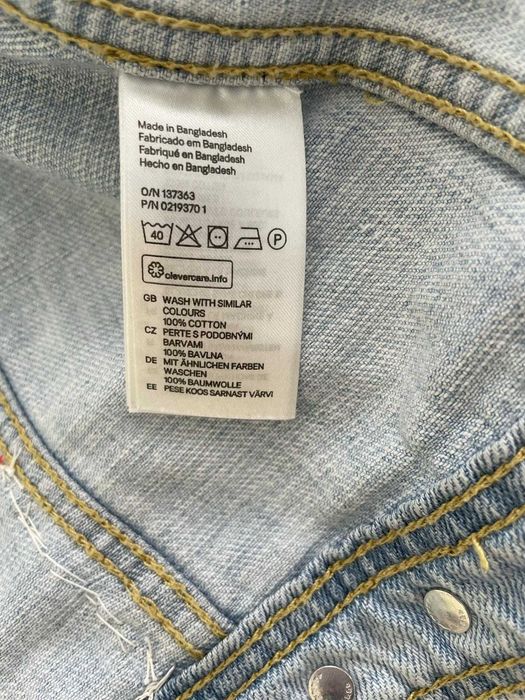 Made in Bangladesh
Fabricado em Bangladesh
Fabriqué en Bangladesh
Hecho en Bangladesh
O/N 137363
P/N 0219370 1
40 P
clevercare.info
GB WASH WITH SIMILAR
COLOURS
100% COTTON
CZ PERTE S PODOBNÝMI
BARVAMI
100% BAVLNA
DE MIT ÄHNLICHEN FARBEN
WASCHEN
100% BAUMWOLLE
EE PESE KOOS SARNAST VÄRVI